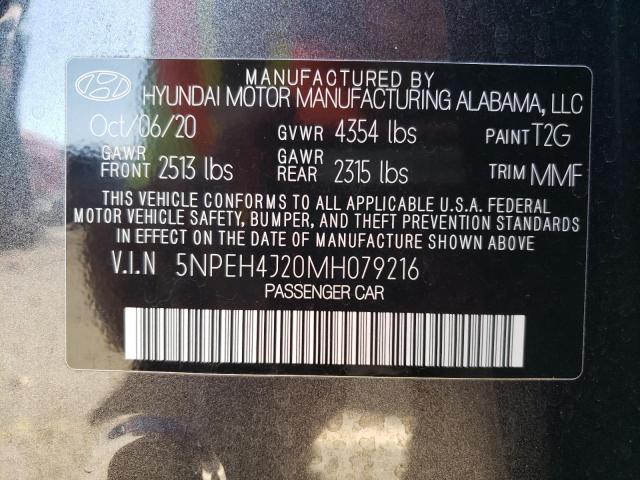 MANUFACTURED BY
HYUNDAI MOTOR MANUFACTURING ALABAMA, LLC
Oct/06/20 GVWR 4354 lbs PAINT T2G
GAWR FRONT 2513 lbs GAWR REAR 2315 lbs TRIM MMF
THIS VEHICLE CONFORMS TO ALL APPLICABLE U.S.A. FEDERAL
MOTOR VEHICLE SAFETY, BUMPER, AND THEFT PREVENTION STANDARDS
IN EFFECT ON THE DATE OF MANUFACTURE SHOWN ABOVE
V.I.N 5NPEH4J20MH079216
PASSENGER CAR